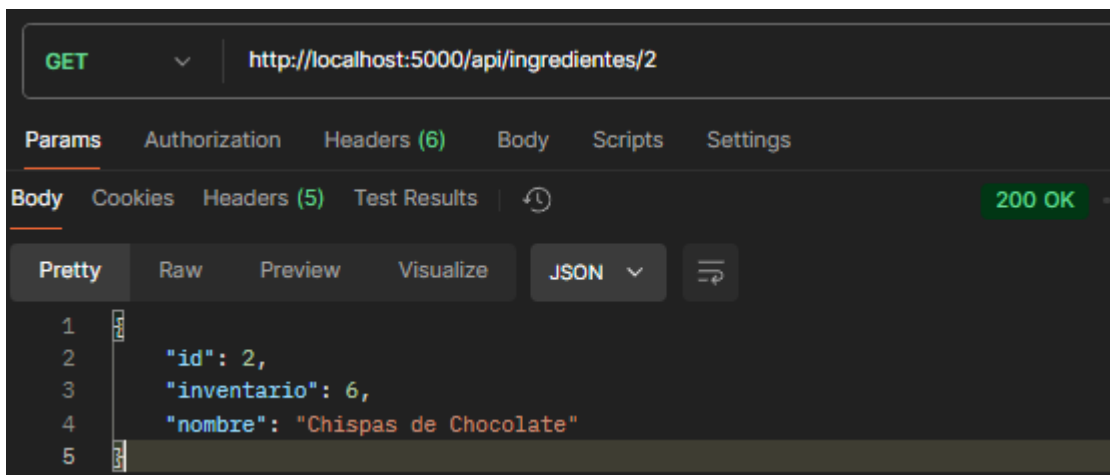 GET http://localhost:5000/api/ingredientes/2
Params Authorization Headers (6) Body Scripts Settings
Body Cookies Headers (5) Test Results 200 OK
Pretty Raw Preview Visualize JSON
1 {
2 "id": 2,
3 "inventario": 6,
4 "nombre": "Chispas de Chocolate"
5 }